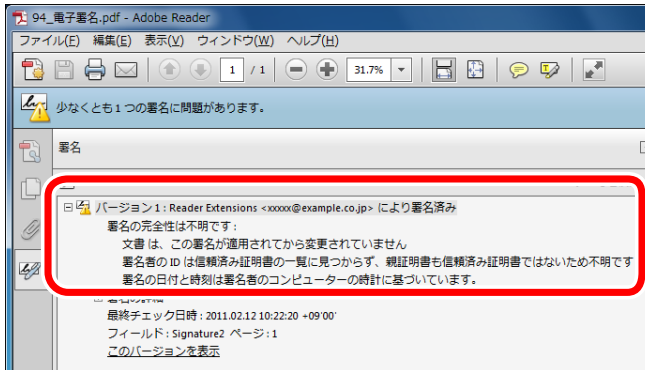 94_電子署名.pdf - Adobe Reader
ファイル(F) 編集(E) 表示(V) ウィンドウ(W) ヘルプ(H)
1 / 1 31.7%
少なくとも1つの署名に問題があります。
署名
バージョン 1 : Reader Extensions <xxxxx@example.co.jp> により署名済み
署名の完全性は不明です :
文書 は、この署名が適用されてから変更されていません
署名者の ID は信頼済み証明書の一覧に見つからず、親証明書も信頼済み証明書ではないため不明です
署名の日付と時刻は署名者のコンピューターの時計に基づいています。
署名の詳細
最終チェック日時 : 2011.02.12 10:22:20 +09'00'
フィールド : Signature2 ページ : 1
このバージョンを表示